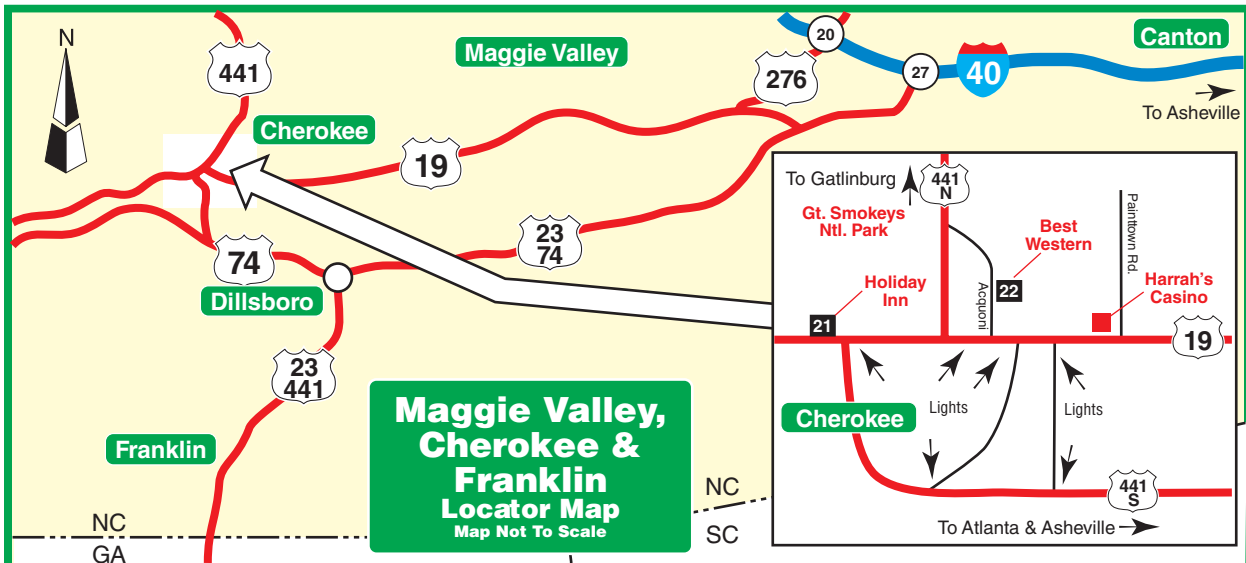 N
441
Maggie Valley
20
276
27
40
Canton
To Asheville
Cherokee
19
23
74
74
Dillsboro
23
441
Franklin
Maggie Valley,
Cherokee &
Franklin
Locator Map
Map Not To Scale
NC
GA
NC
SC
To Gatlinburg
441
N
Gt. Smokeys
Ntl. Park
Best
Western
Painttown Rd.
Holiday
Inn
Acquoni
22
Harrah's
Casino
21
19
Lights
Lights
Cherokee
441
S
To Atlanta & Asheville